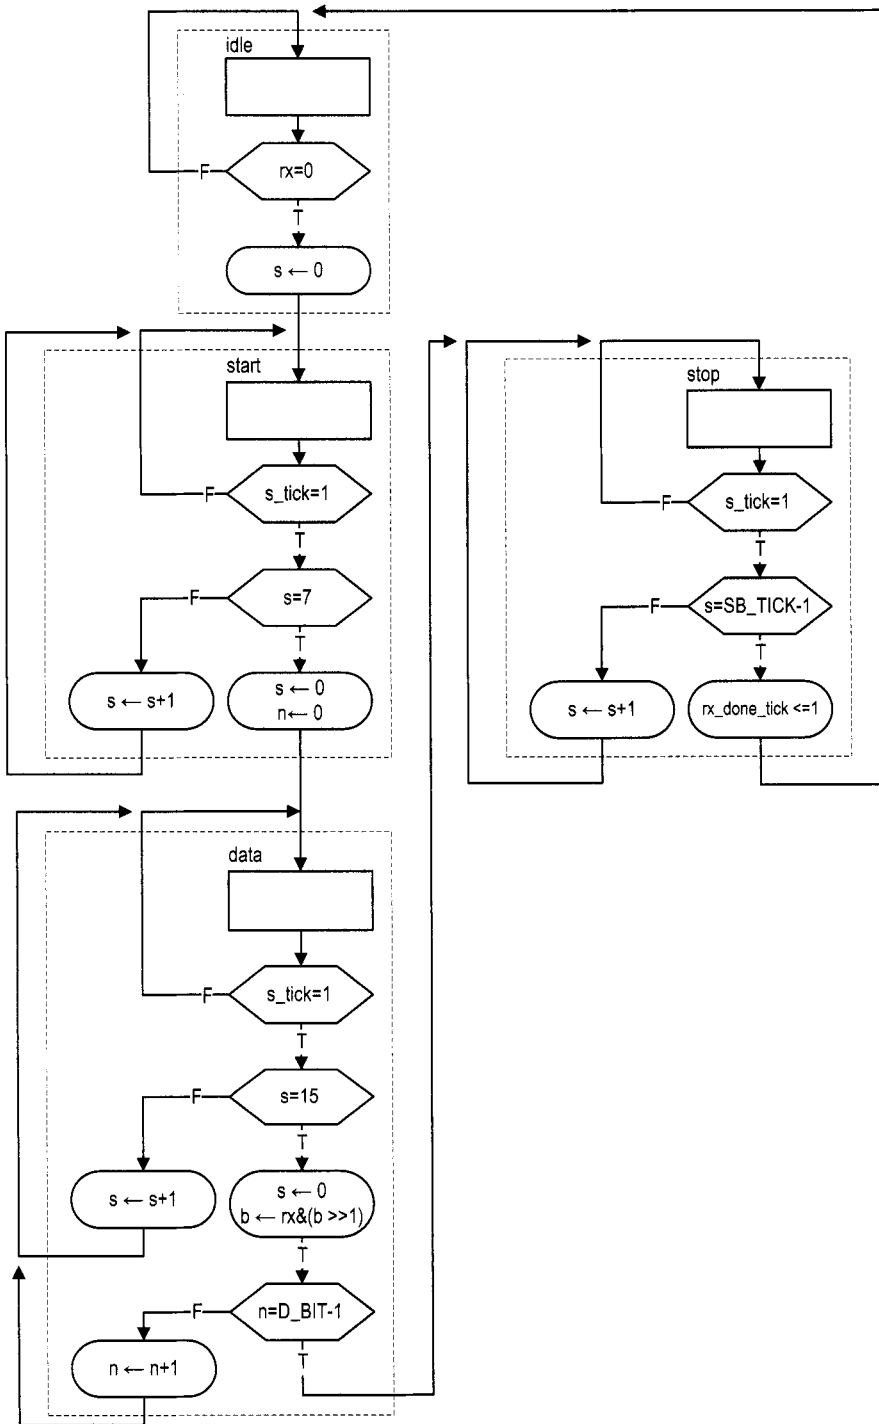 idle
rx=0
F
T
s ← 0
start
s_tick=1
F
T
s=7
F
T
s ← s+1
s ← 0
n ← 0
data
s_tick=1
F
T
s=15
F
T
s ← s+1
s ← 0
b ← rx&(b >>1)
T
n=D_BIT-1
F
T
n ← n+1
stop
s_tick=1
F
T
s=SB_TICK-1
F
T
s ← s+1
rx_done_tick <=1